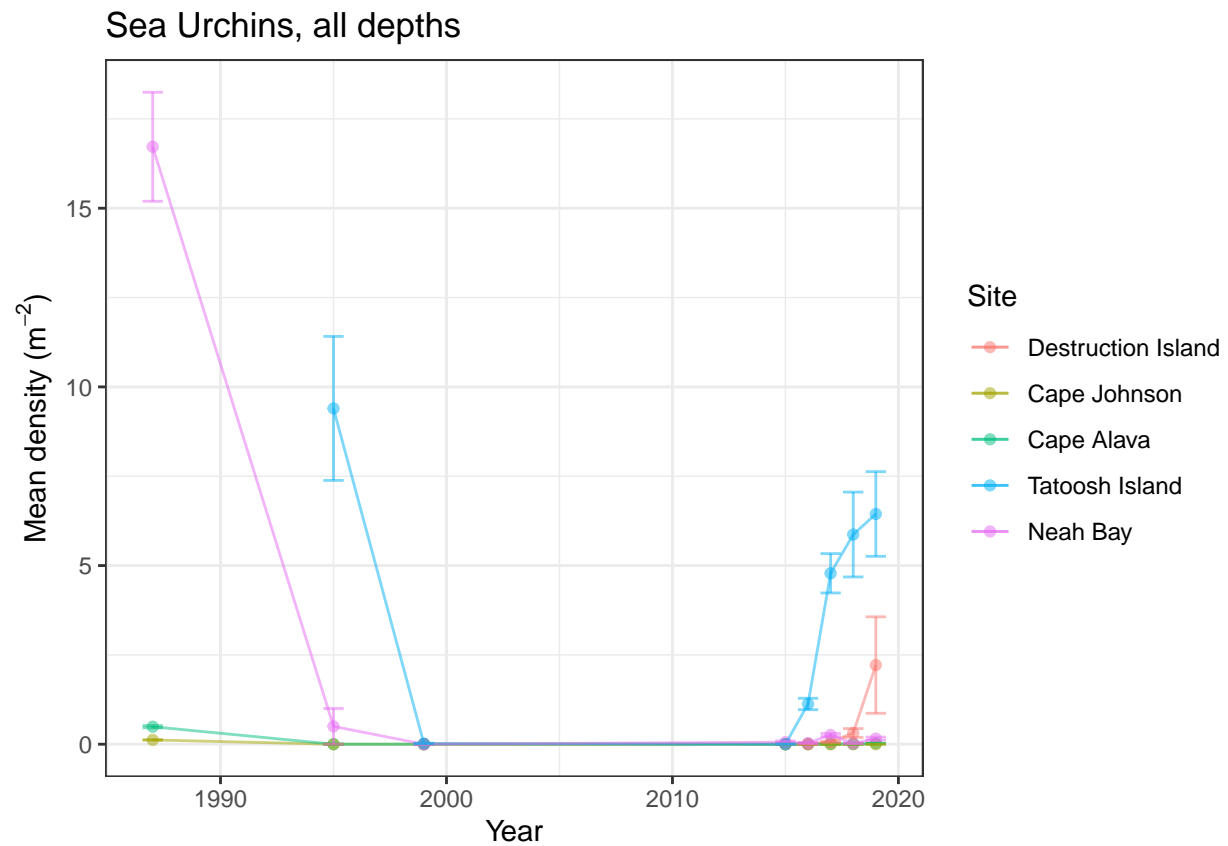 Sea Urchins, all depths
Mean density (m⁻²)
15
10
5
0
1990
2000
2010
2020
Year
Site
Destruction Island
Cape Johnson
Cape Alava
Tatoosh Island
Neah Bay